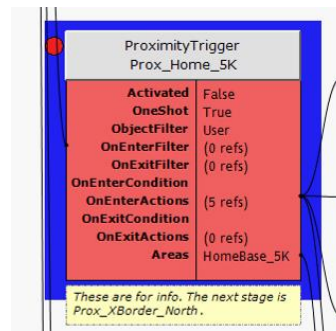 ProximityTrigger
Prox_Home_5K
Activated False
OneShot True
ObjectFilter User
OnEnterFilter (0 refs)
OnExitFilter (0 refs)
OnEnterCondition
OnEnterActions (5 refs)
OnExitCondition
OnExitActions (0 refs)
Areas HomeBase_5K
These are for info. The next stage is
Prox_XBorder_North.